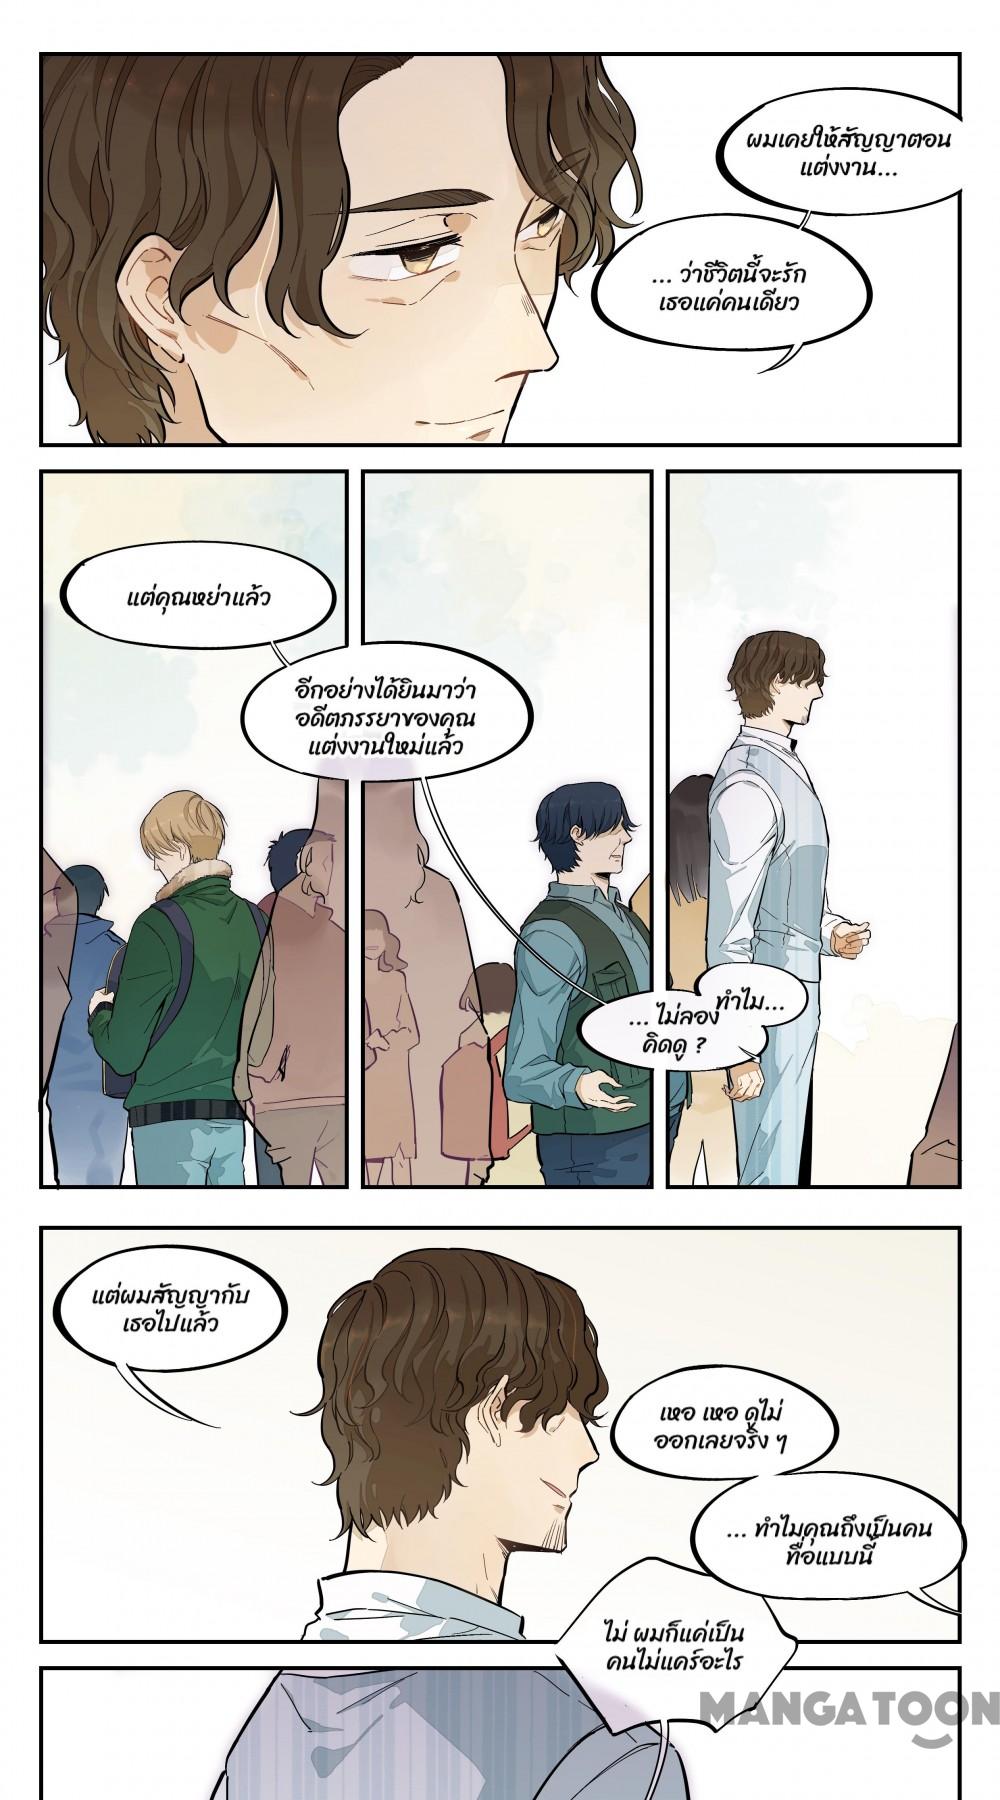 ผมเคยให้สัญญาตอน
แต่งงาน...
... ว่าชีวิตนี้จะรัก
เธอแค่คนเดียว
แต่คุณหย่าแล้ว
อีกอย่างได้ยินมาว่า
อดีตภรรยาของคุณ
แต่งงานใหม่แล้ว
ทำไม...
... ไม่ลอง
คิดดู ?
แต่ผมสัญญากับ
เธอไปแล้ว
เหอ เหอ ดูไม่
ออกเลยจริง ๆ
... ทำไมคุณถึงเป็นคน
ทื่อแบบนี้
ไม่ ผมก็แค่เป็น
คนไม่แคร์อะไร
MANGATOON